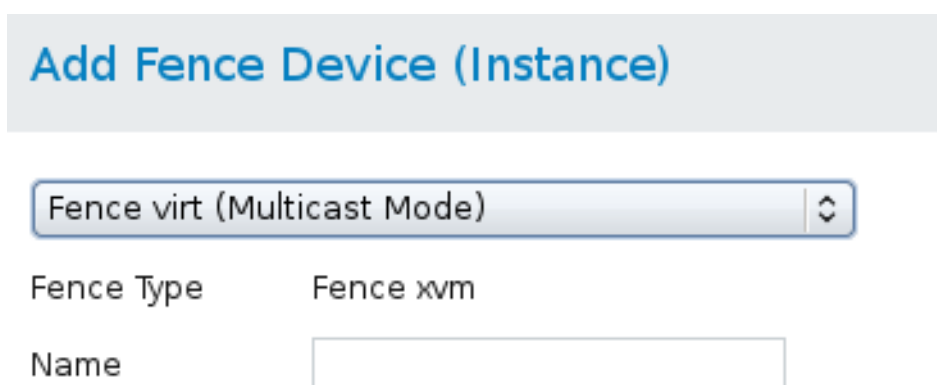 Add Fence Device (Instance)
Fence virt (Multicast Mode)
Fence Type Fence xvm
Name